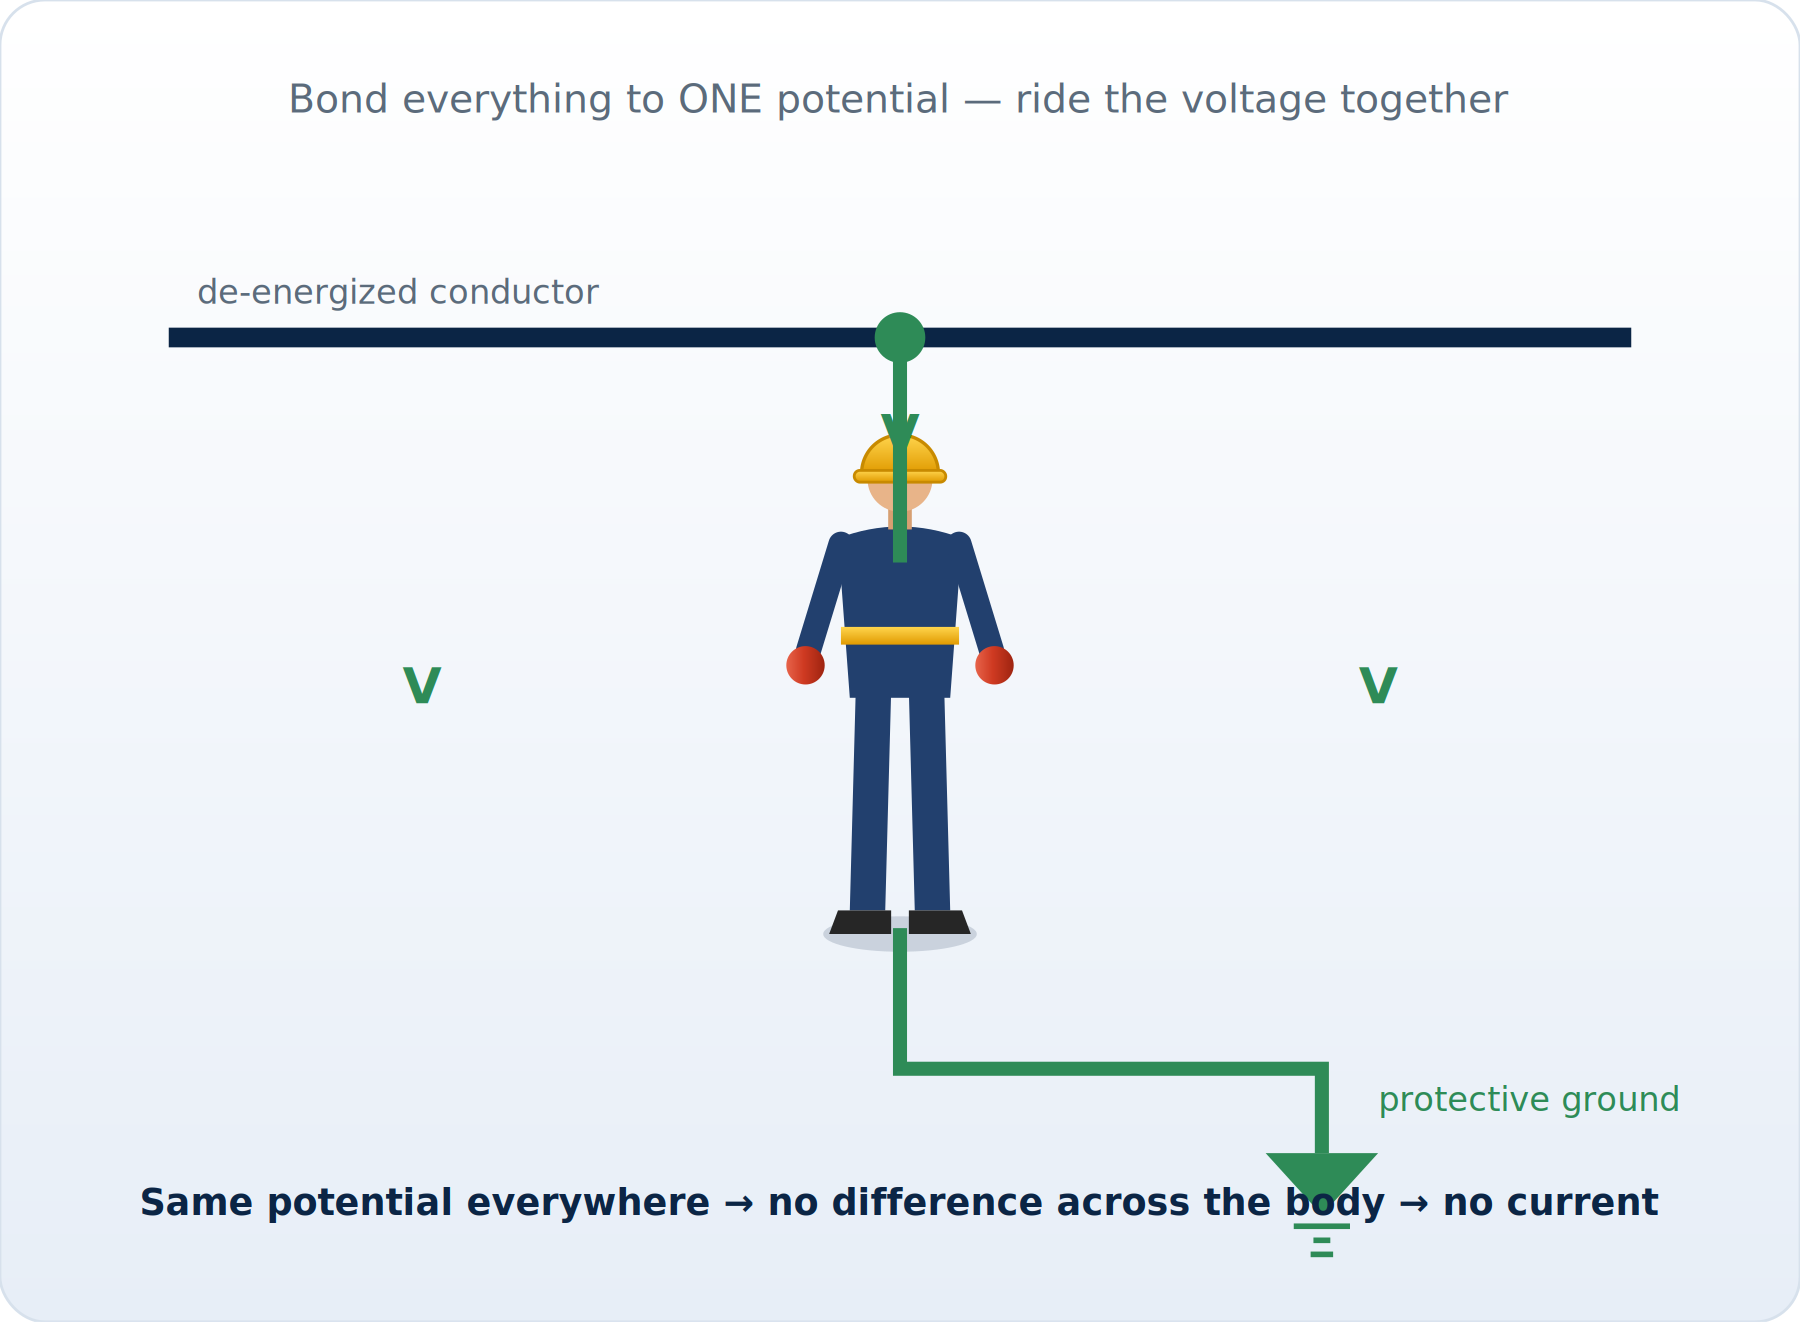 Bond everything to ONE potential — ride the voltage together
de-energized conductor
V
V
V
protective ground
Same potential everywhere → no difference across the body → no current